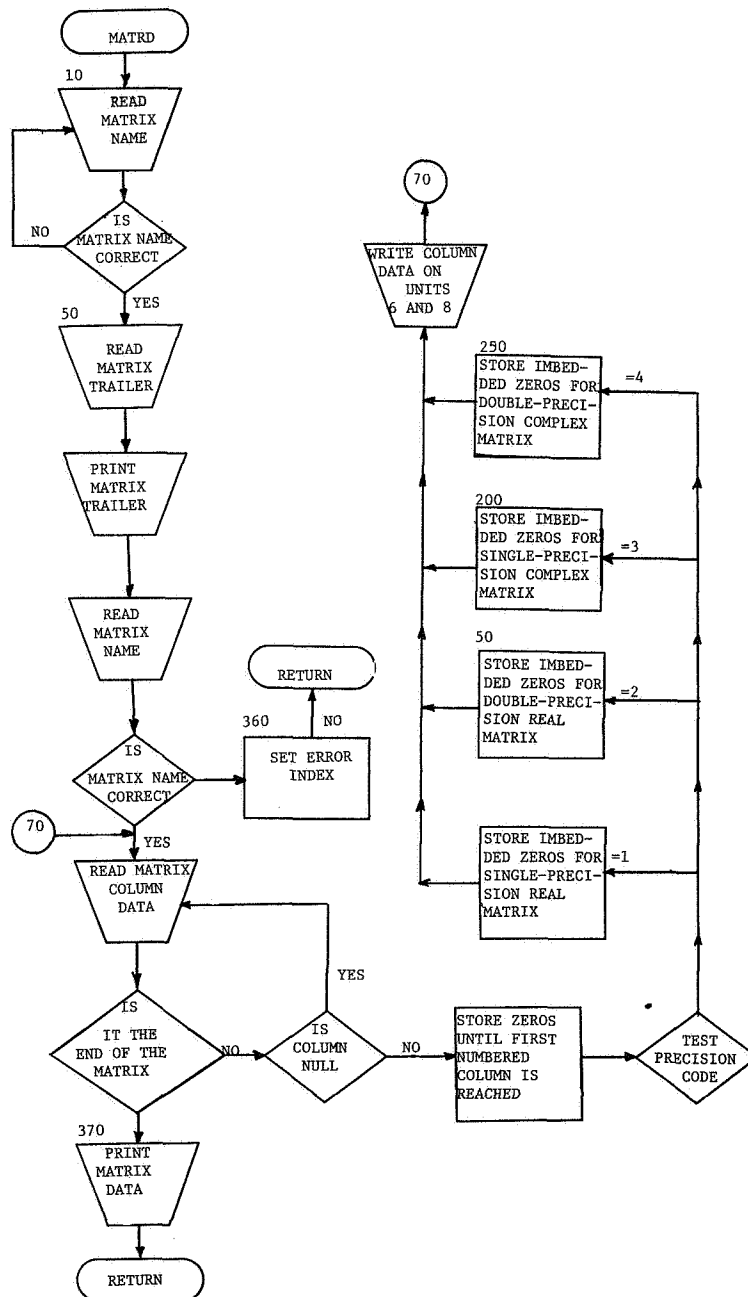 MATRD
10
READ
MATRIX
NAME
IS
MATRIX NAME
CORRECT
NO
YES
50
READ
MATRIX
TRAILER
PRINT
MATRIX
TRAILER
READ
MATRIX
NAME
IS
MATRIX NAME
CORRECT
RETURN
NO
360
SET ERROR
INDEX
70
YES
READ MATRIX
COLUMN
DATA
YES
IS
IT THE
END OF THE
MATRIX
NO
IS
COLUMN
NULL
NO
STORE ZEROS
UNTIL FIRST
NUMBERED
COLUMN IS
REACHED
TEST
PRECISION
CODE
370
PRINT
MATRIX
DATA
RETURN
70
WRITE COLUMN
DATA ON
UNITS
6 AND 8
290
STORE IMBED-
DED ZEROS FOR
DOUBLE-PRECI-
SION COMPLEX
MATRIX
=4
200
STORE IMBED-
DED ZEROS FOR
SINGLE-PRECI-
SION COMPLEX
MATRIX
=3
50
STORE IMBED-
DED ZEROS FOR
DOUBLE-PRECI-
SION REAL
MATRIX
=2
STORE IMBED-
DED ZEROS FOR
SINGLE-PRECI-
SION REAL
MATRIX
=1